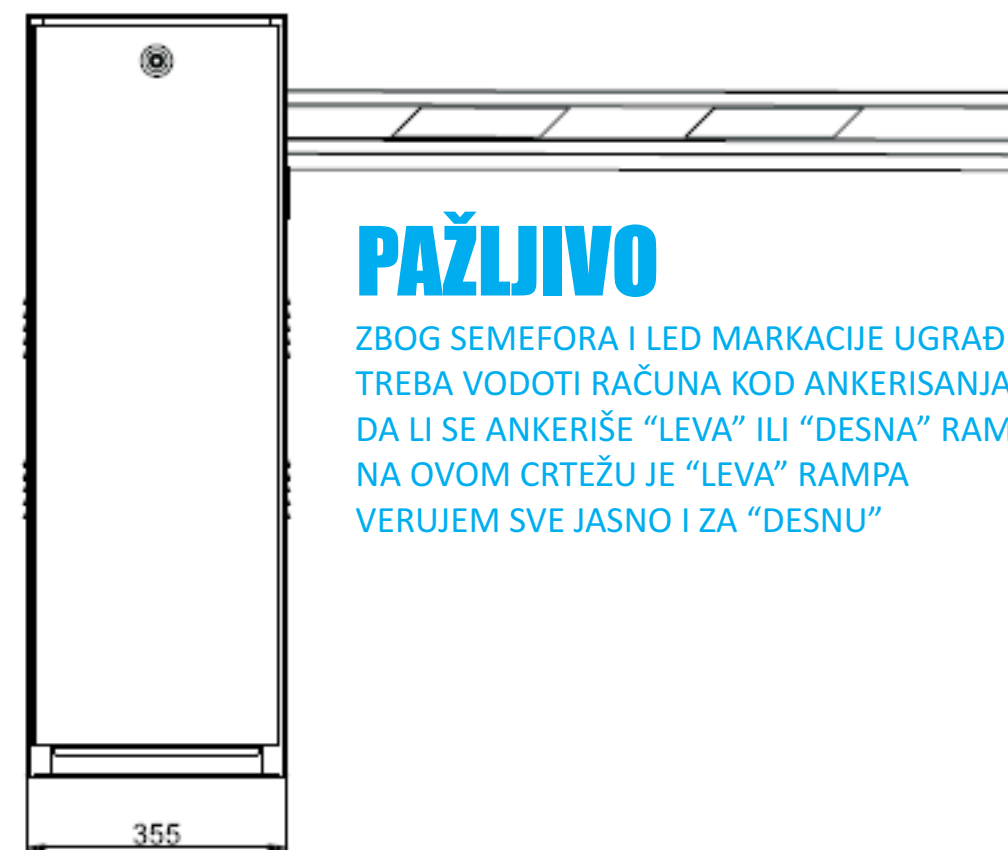 PAŽLJIVO
ZBOG SEMEFORA I LED MARKACIJE UGRAĐ
TREBA VODOTI RAČUNA KOD ANKERISANJA
DA LI SE ANKERIŠE “LEVA” ILI “DESNA” RAM
NA OVOM CRTEŽU JE “LEVA” RAMPA
VERUJEM SVE JASNO I ZA “DESNU”
355